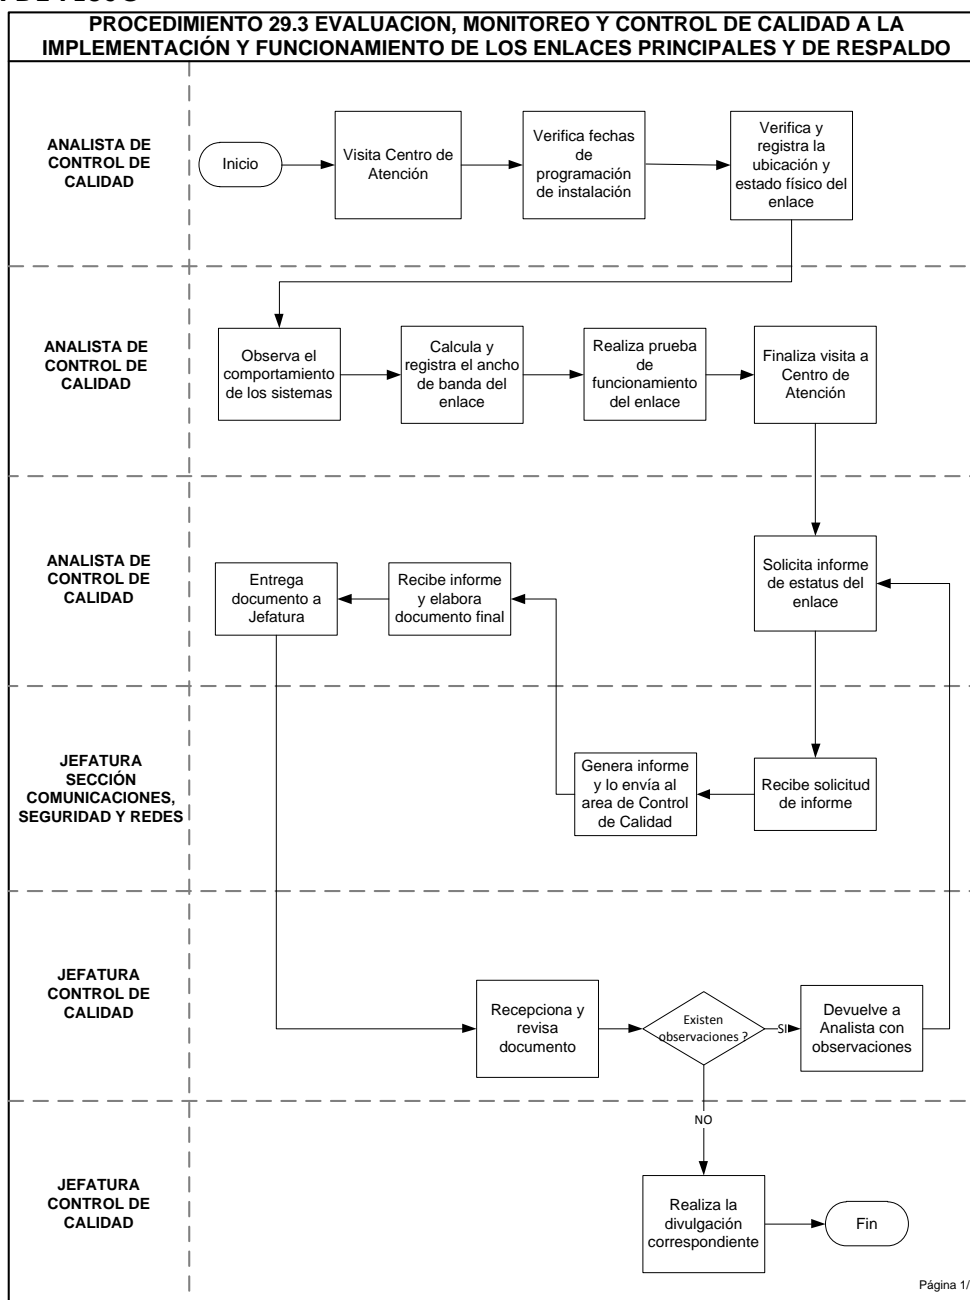 PROCEDIMIENTO 29.3 EVALUACION, MONITOREO Y CONTROL DE CALIDAD A LA
IMPLEMENTACIÓN Y FUNCIONAMIENTO DE LOS ENLACES PRINCIPALES Y DE RESPALDO
ANALISTA DE
CONTROL DE
CALIDAD
Inicio
Visita Centro de
Atención
Verifica fechas
de
programación
de instalación
Verifica y
registra la
ubicación y
estado físico del
enlace
ANALISTA DE
CONTROL DE
CALIDAD
Observa el
comportamiento
de los sistemas
Calcula y
registra el ancho
de banda del
enlace
Realiza prueba
de
funcionamiento
del enlace
Finaliza visita a
Centro de
Atención
ANALISTA DE
CONTROL DE
CALIDAD
Entrega
documento a
Jefatura
Recibe informe
y elabora
documento final
Solicita informe
de estatus del
enlace
JEFATURA
SECCIÓN
COMUNICACIONES,
SEGURIDAD Y REDES
Genera informe
y lo envía al
area de Control
de Calidad
Recibe solicitud
de informe
JEFATURA
CONTROL DE
CALIDAD
Recepciona y
revisa
documento
Existen
observaciones ?
SI
Devuelve a
Analista con
observaciones
NO
JEFATURA
CONTROL DE
CALIDAD
Realiza la
divulgación
correspondiente
Fin
Página 1/